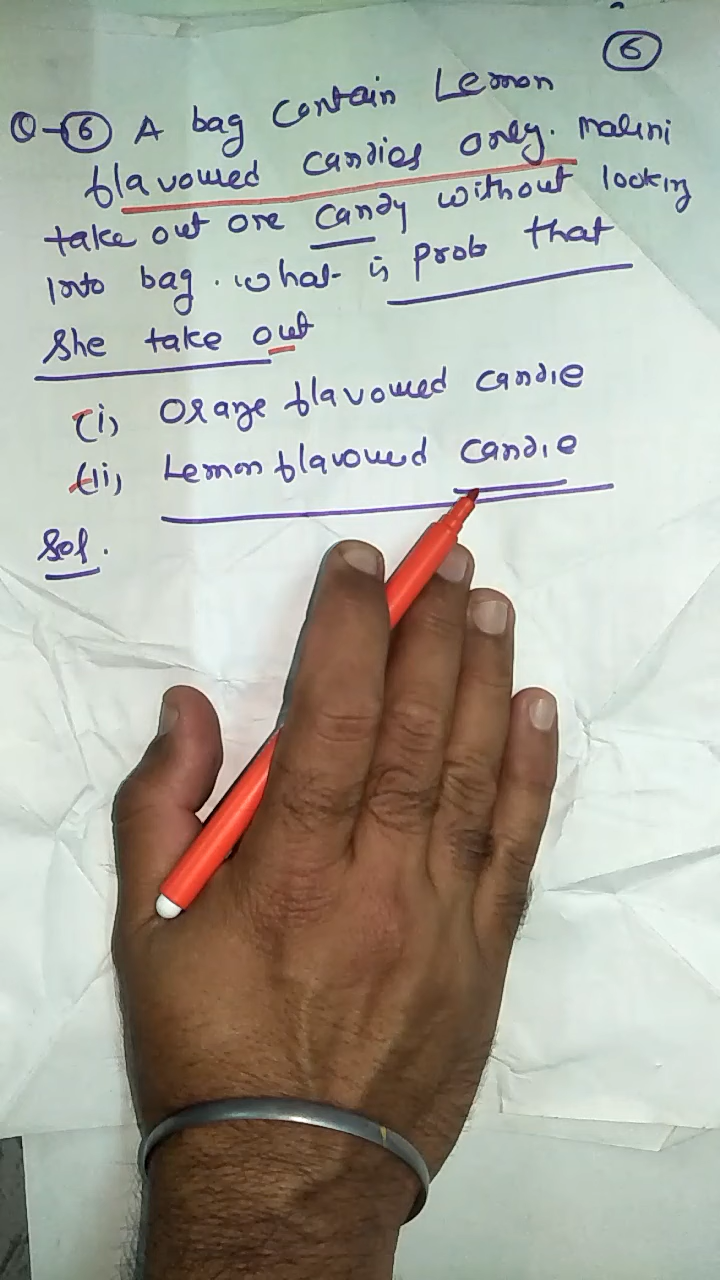 6
Q-6 A bag contain Lemon
flavoured candies only. Malini
take out one candy without looking
into bag. what is prob that
She take out
(i) Orange flavoured candie
(ii) Lemon flavoured candie
Sol.